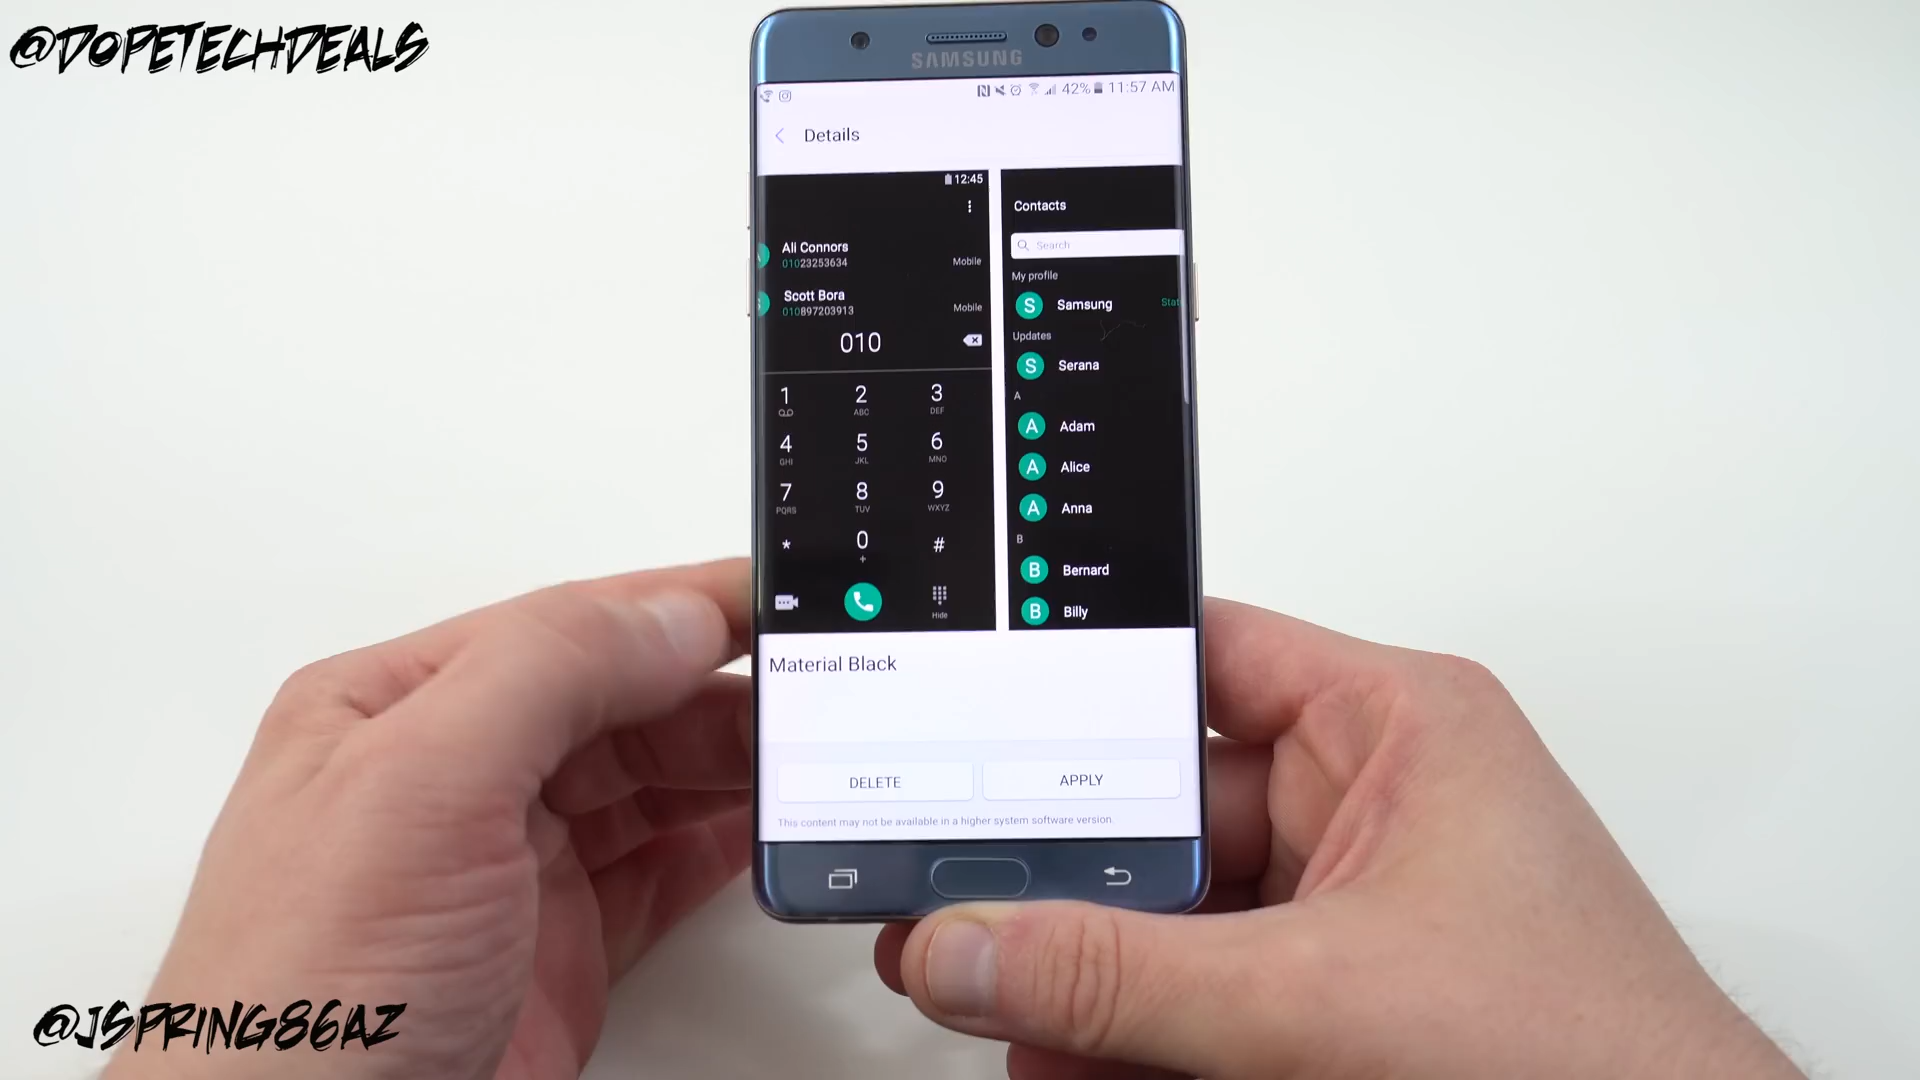 @DOPETECHDEALS
SAMSUNG
42% 11:57 AM
Details
12:45
Ali Connors
01023253634
Mobile
Scott Bora
010897203913
Mobile
010
1
2 ABC
3 DEF
4 GHI
5 JKL
6 MNO
7 PQRS
8 TUV
9 WXYZ
*
0 +
#
Hide
Contacts
Search
My profile
S Samsung
Stat
Updates
S Serana
A
A Adam
A Alice
A Anna
B
B Bernard
B Billy
Material Black
DELETE
APPLY
This content may not be available in a higher system software version.
@JSPRING86AZ